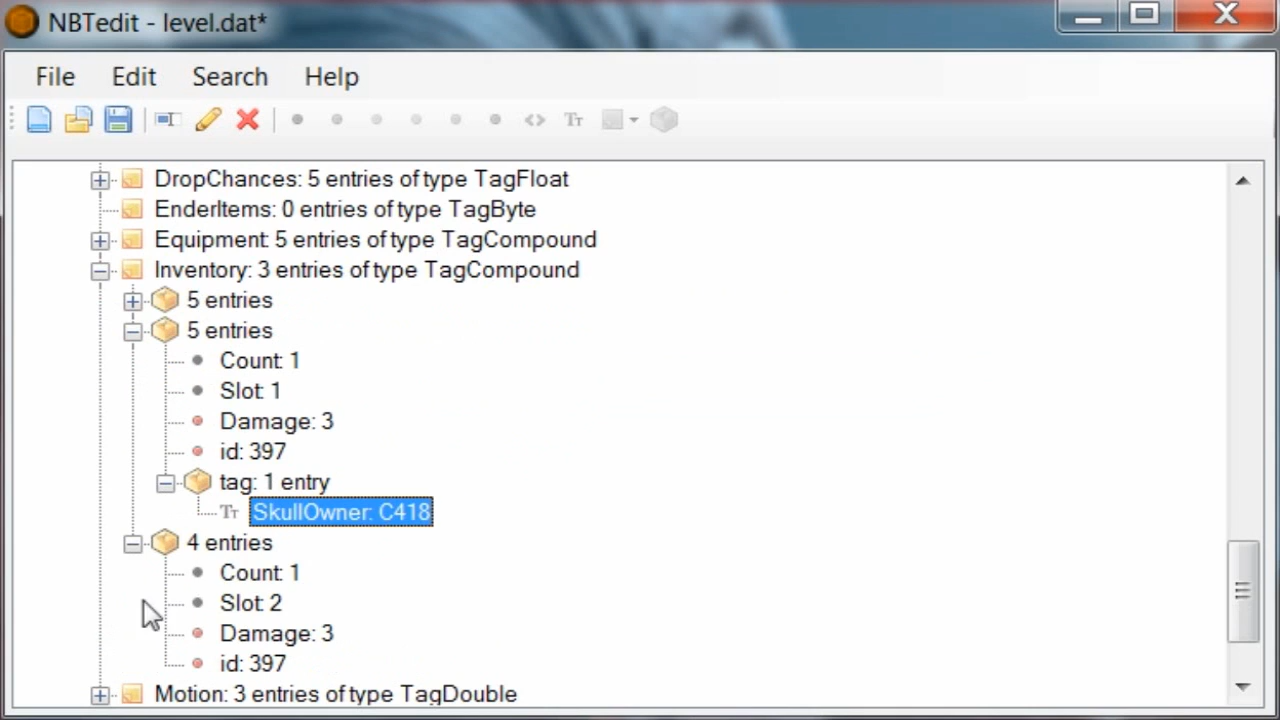 NBTedit - level.dat*
File Edit Search Help
Tr
DropChances: 5 entries of type TagFloat
EnderItems: 0 entries of type TagByte
Equipment: 5 entries of type TagCompound
Inventory: 3 entries of type TagCompound
5 entries
5 entries
Count: 1
Slot: 1
Damage: 3
id: 397
tag: 1 entry
Tr SkullOwner: C418
4 entries
Count: 1
Slot: 2
Damage: 3
id: 397
Motion: 3 entries of type TagDouble